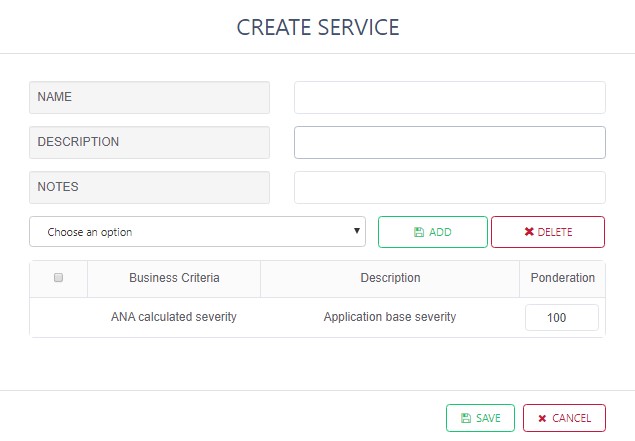 CREATE SERVICE
NAME
DESCRIPTION
NOTES
Choose an option ADD DELETE
Business Criteria Description Ponderation
ANA calculated severity Application base severity 100
SAVE CANCEL